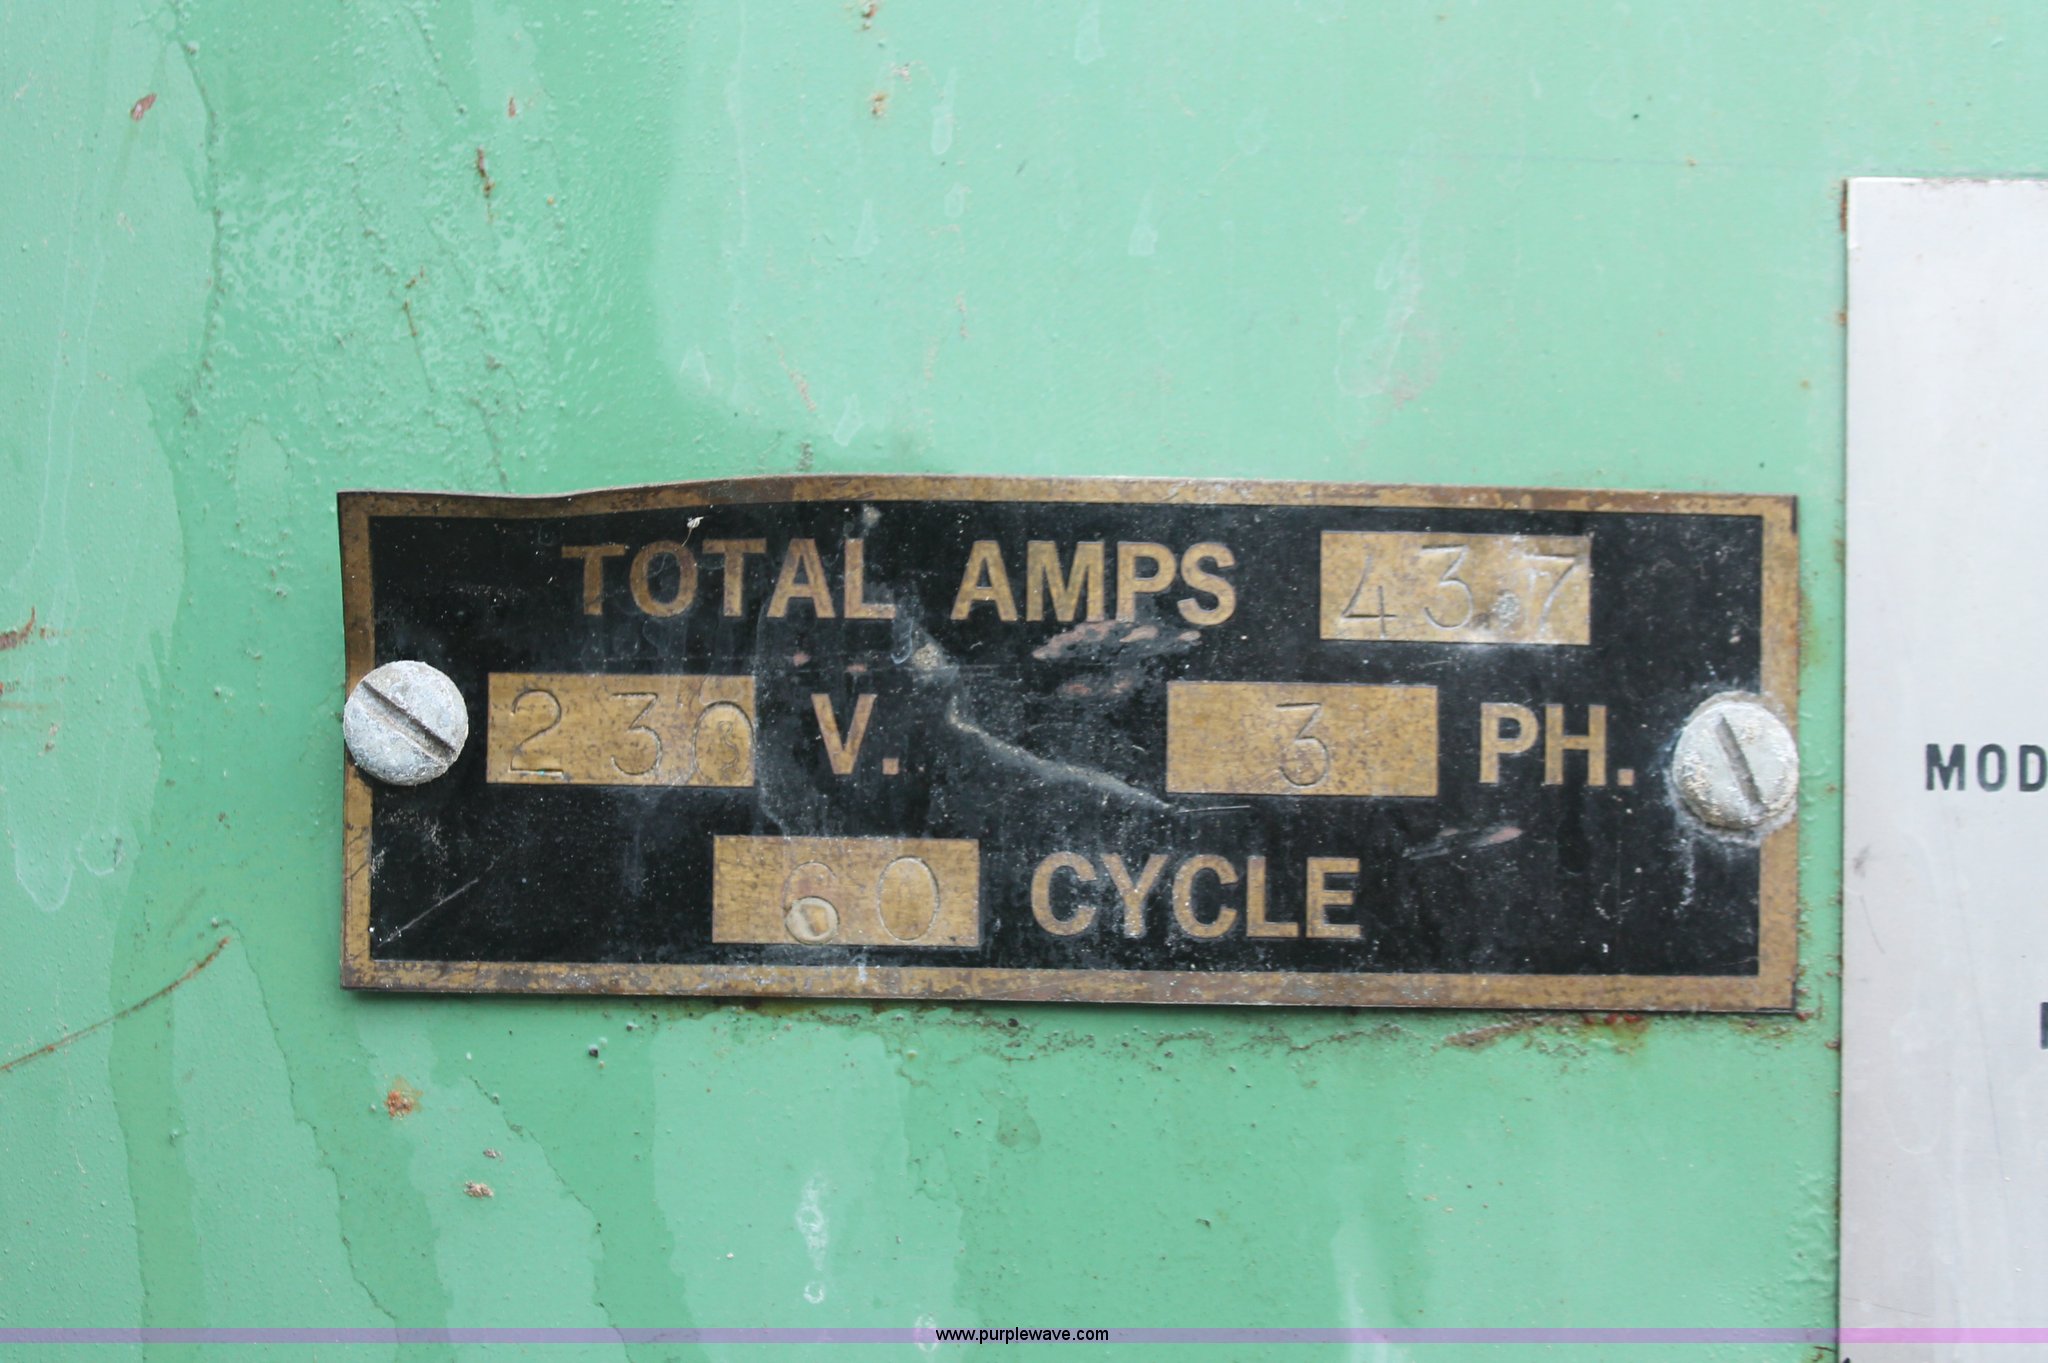 TOTAL AMPS 43.7
230 V. 3 PH.
60 CYCLE
MOD
www.purplewave.com